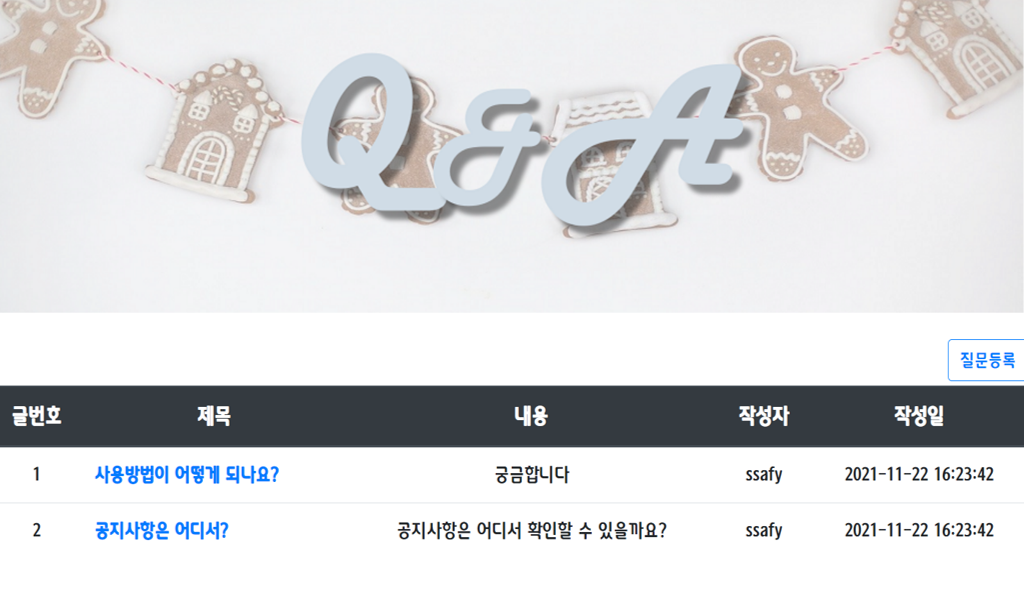 Q&A
질문등록
글번호 제목 내용 작성자 작성일
1 사용방법이 어떻게 되나요? 궁금합니다 ssafy 2021-11-22 16:23:42
2 공지사항은 어디서? 공지사항은 어디서 확인할 수 있을까요? ssafy 2021-11-22 16:23:42